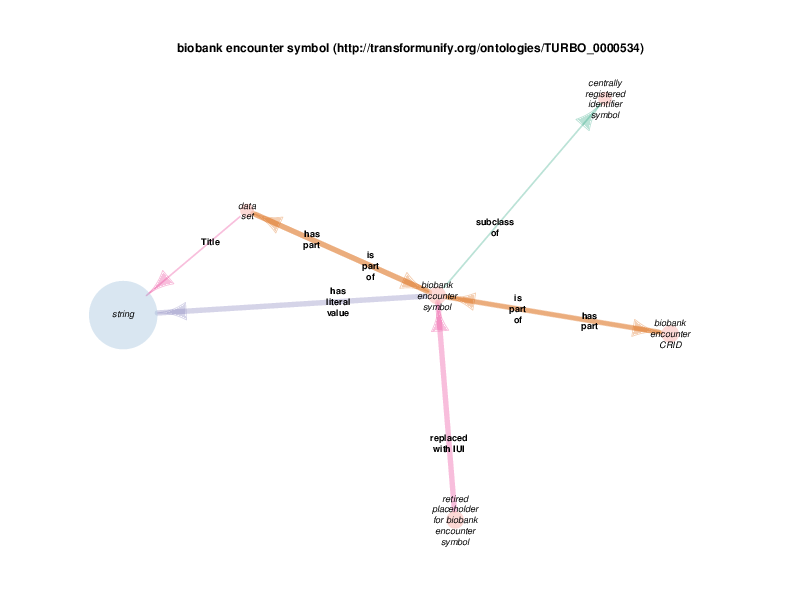 biobank encounter symbol (http://transformunify.org/ontologies/TURBO_0000534)
centrally
registered
identifier
symbol
data
set
subclass
of
has
part
Title
is
part
of
biobank
encounter
symbol
has
literal
value
is
part
of
string
has
part
biobank
encounter
CRID
replaced
with IUI
retired
placeholder
for biobank
encounter
symbol